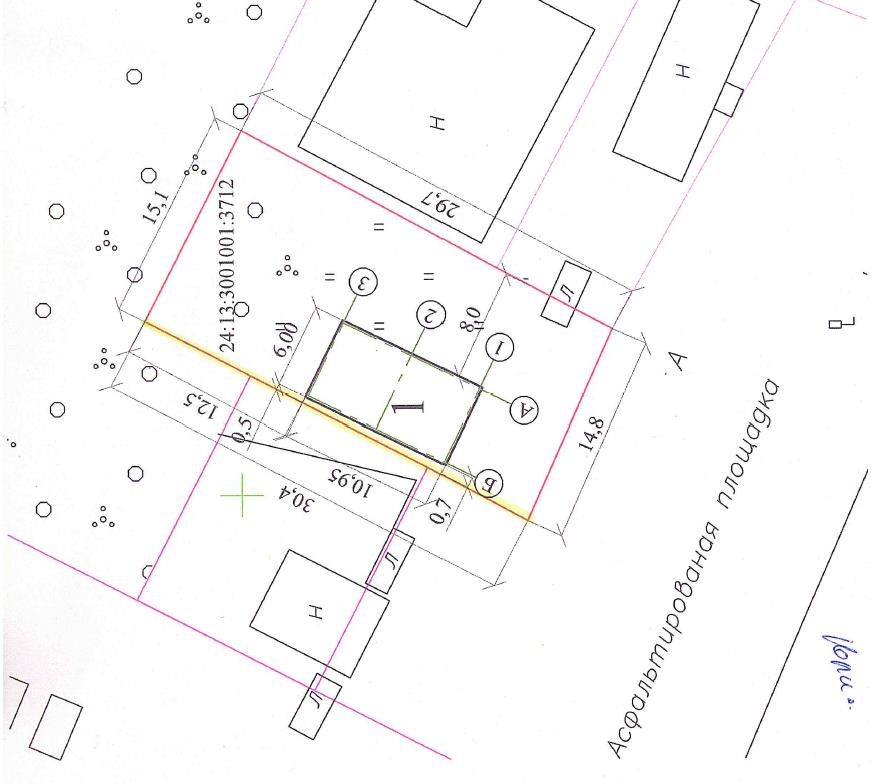 Н
Н
15,1
29,7
24:13:3001001:3712
3
Л
2
8,0
6,00
1
А
12,5
1
14,8
0,5
А
10,95
Б
30,4
0,7
Л
Н
Л
Асфальтированая площадка